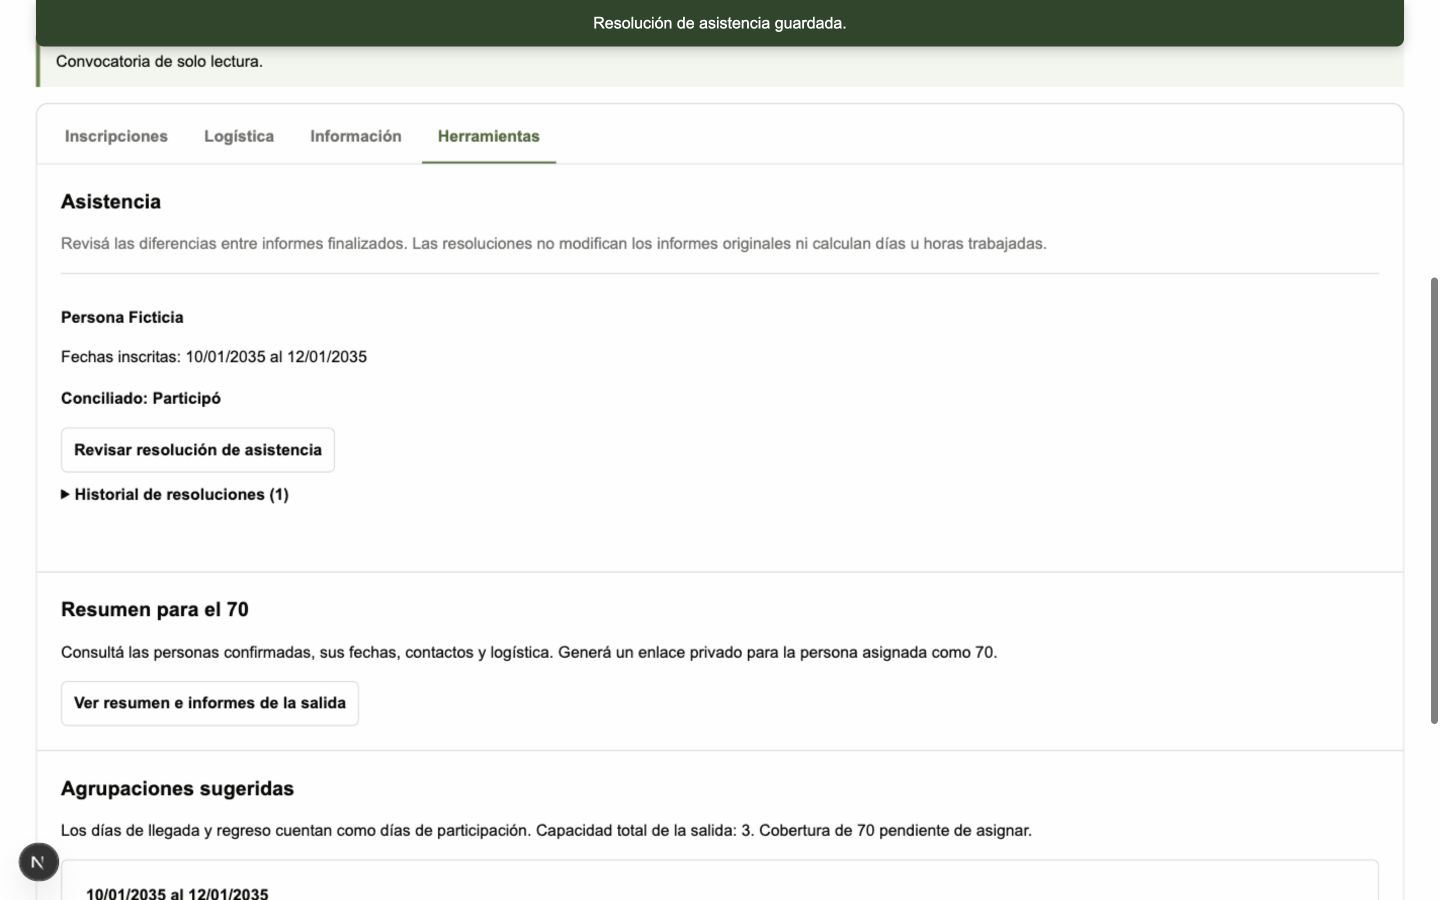 Resolución de asistencia guardada.
Convocatoria de solo lectura.
Inscripciones Logística Información Herramientas
Asistencia
Revisá las diferencias entre informes finalizados. Las resoluciones no modifican los informes originales ni calculan días u horas trabajadas.
Persona Ficticia
Fechas inscritas: 10/01/2035 al 12/01/2035
Conciliado: Participó
Revisar resolución de asistencia
Historial de resoluciones (1)
Resumen para el 70
Consultá las personas confirmadas, sus fechas, contactos y logística. Generá un enlace privado para la persona asignada como 70.
Ver resumen e informes de la salida
Agrupaciones sugeridas
Los días de llegada y regreso cuentan como días de participación. Capacidad total de la salida: 3. Cobertura de 70 pendiente de asignar.
N
10/01/2035 al 12/01/2035